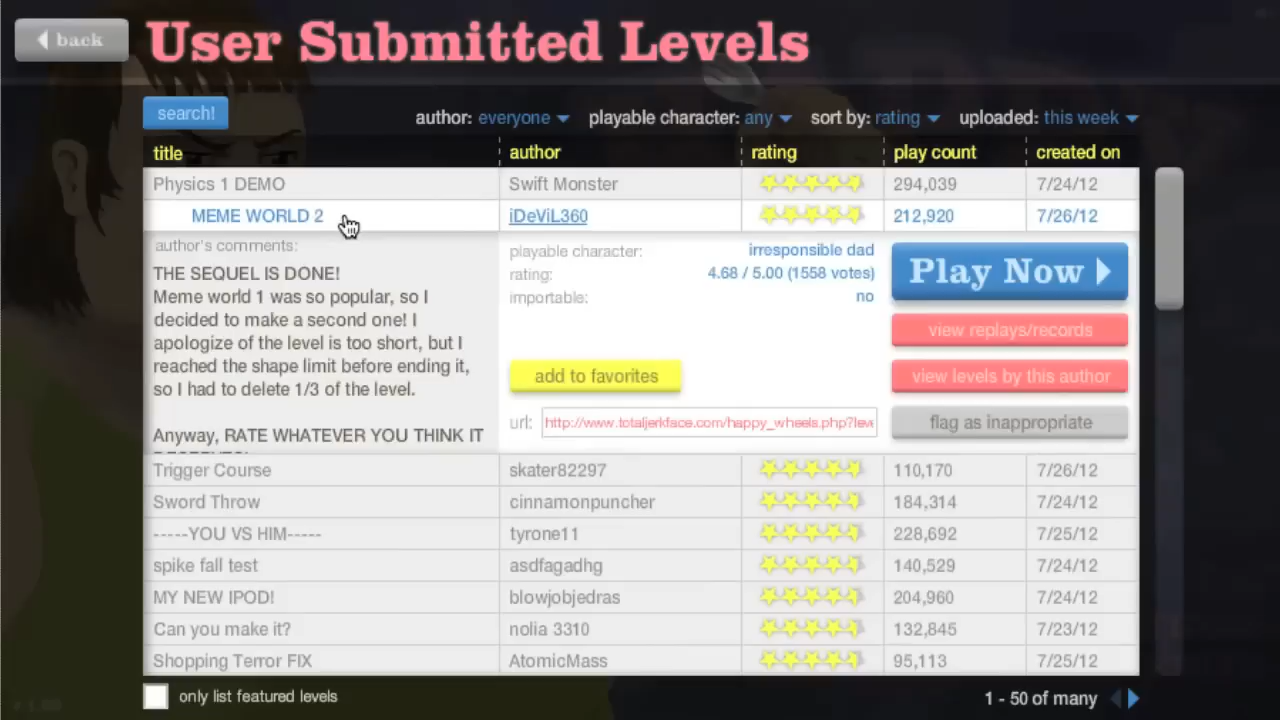 back
User Submitted Levels
search!
author: everyone playable character: any sort by: rating uploaded: this week
title author rating play count created on
Physics 1 DEMO Swift Monster 294,039 7/24/12
MEME WORLD 2 iDeViL360 212,920 7/26/12
author's comments:
THE SEQUEL IS DONE!
Meme world 1 was so popular, so I
decided to make a second one! I
apologize of the level is too short, but I
reached the shape limit before ending it,
so I had to delete 1/3 of the level.
Anyway, RATE WHATEVER YOU THINK IT
playable character: irresponsible dad
rating: 4.68 / 5.00 (1558 votes)
importable: no
add to favorites
url: http://www.totaljerkface.com/happy_wheels.php?leve
Play Now
view replays/records
view levels by this author
flag as inappropriate
Trigger Course skater82297 110,170 7/26/12
Sword Throw cinnamonpuncher 184,314 7/24/12
-----YOU VS HIM----- tyrone11 228,692 7/25/12
spike fall test asdfagadhg 140,529 7/24/12
MY NEW IPOD! blowjobjedras 204,960 7/24/12
Can you make it? nolia 3310 132,845 7/23/12
Shopping Terror FIX AtomicMass 95,113 7/25/12
only list featured levels
1 - 50 of many